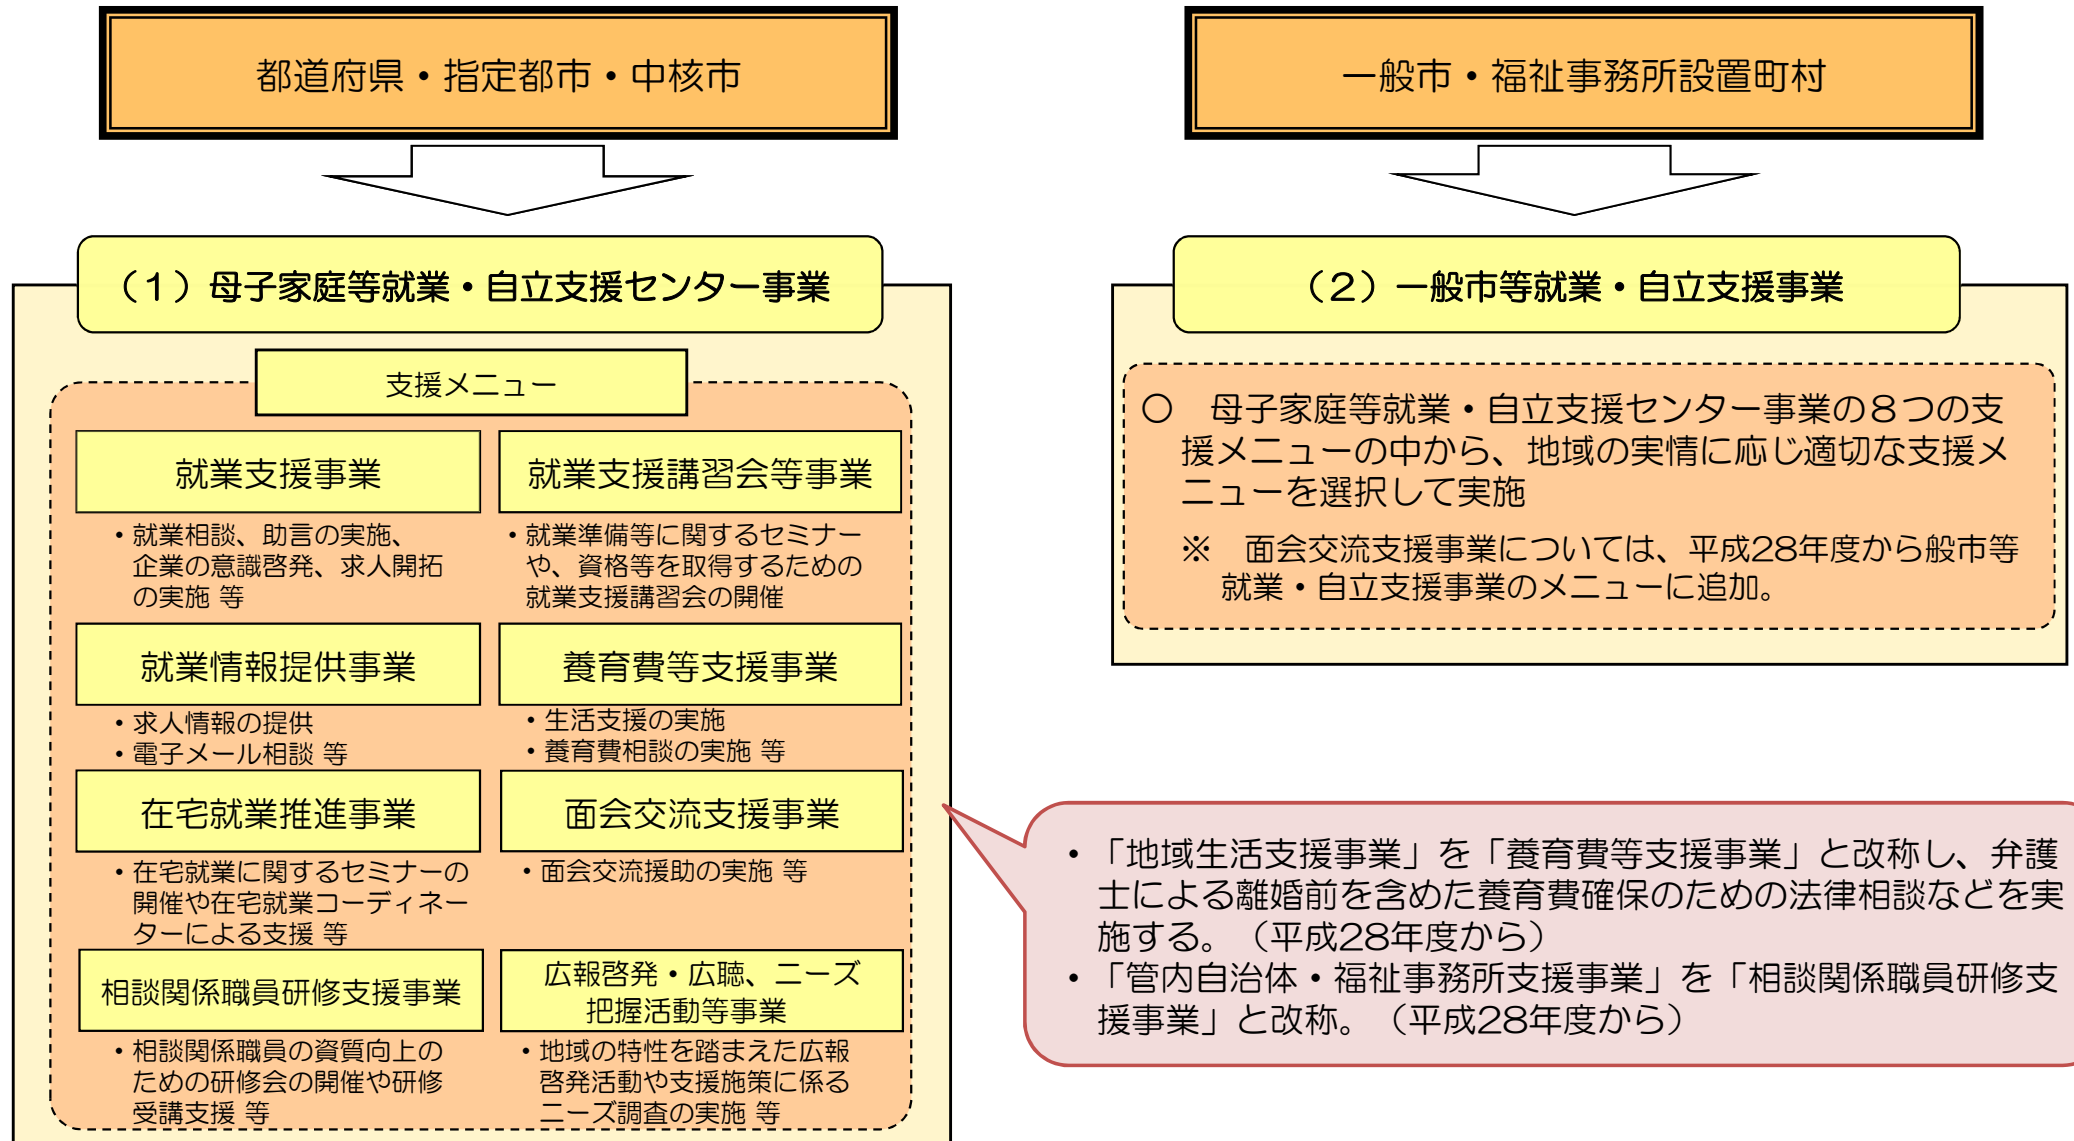 都道府県・指定都市・中核市
（１）母子家庭等就業・自立支援センター事業
支援メニュー
就業支援事業
・就業相談、助言の実施、
企業の意識啓発、求人開拓
の実施 等
就業支援講習会等事業
・就業準備等に関するセミナー
や、資格等を取得するための
就業支援講習会の開催
就業情報提供事業
・求人情報の提供
・電子メール相談 等
養育費等支援事業
・生活支援の実施
・養育費相談の実施 等
在宅就業推進事業
・在宅就業に関するセミナーの
開催や在宅就業コーディネー
ターによる支援 等
面会交流支援事業
・面会交流援助の実施 等
相談関係職員研修支援事業
・相談関係職員の資質向上の
ための研修会の開催や研修
受講支援 等
広報啓発・広聴、ニーズ
把握活動等事業
・地域の特性を踏まえた広報
啓発活動や支援施策に係る
ニーズ調査の実施 等
一般市・福祉事務所設置町村
（２）一般市等就業・自立支援事業
○　母子家庭等就業・自立支援センター事業の８つの支
援メニューの中から、地域の実情に応じ適切な支援メ
ニューを選択して実施
※　面会交流支援事業については、平成28年度から般市等
就業・自立支援事業のメニューに追加。
・「地域生活支援事業」を「養育費等支援事業」と改称し、弁護
士による離婚前を含めた養育費確保のための法律相談などを実
施する。（平成28年度から）
・「管内自治体・福祉事務所支援事業」を「相談関係職員研修支
援事業」と改称。（平成28年度から）